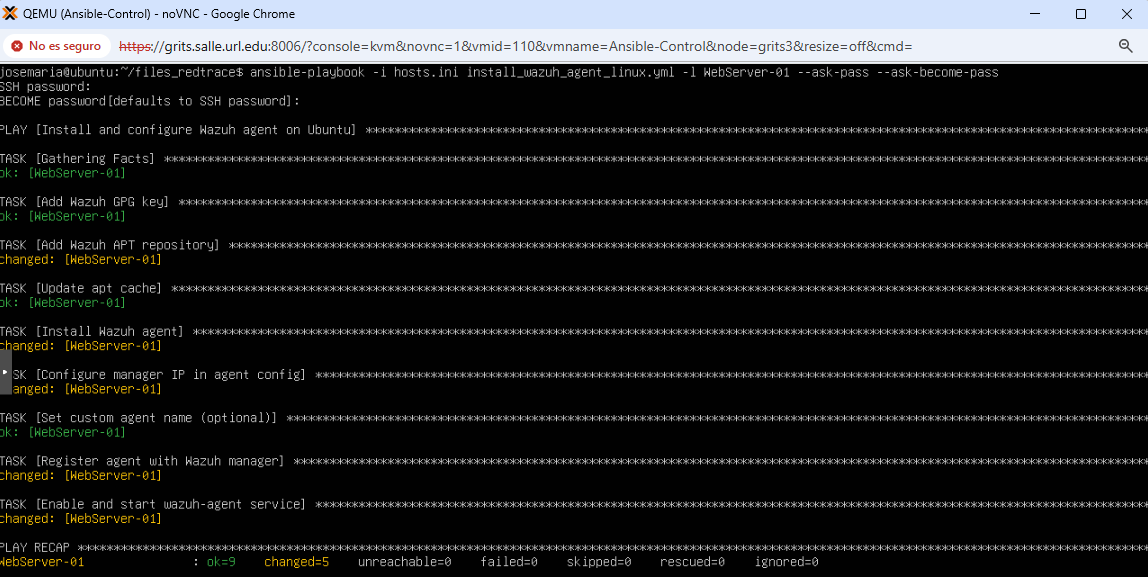 QEMU (Ansible-Control) - noVNC - Google Chrome
No es seguro https://grits.salle.url.edu:8006/?console=kvm&novnc=1&vmid=110&vmname=Ansible-Control&node=grits3&resize=off&cmd=
josemaria@ubuntu:~/files_redtrace$ ansible-playbook -i hosts.ini install_wazuh_agent_linux.yml -l WebServer-01 --ask-pass --ask-become-pass
SSH password:
BECOME password[defaults to SSH password]:
PLAY [Install and configure Wazuh agent on Ubuntu] ****************************************************************************************************************
TASK [Gathering Facts] ********************************************************************************************************************************************
ok: [WebServer-01]
TASK [Add Wazuh GPG key] ******************************************************************************************************************************************
ok: [WebServer-01]
TASK [Add Wazuh APT repository] ***********************************************************************************************************************************
changed: [WebServer-01]
TASK [Update apt cache] *******************************************************************************************************************************************
ok: [WebServer-01]
TASK [Install Wazuh agent] ****************************************************************************************************************************************
changed: [WebServer-01]
SK [Configure manager IP in agent config] *************************************************************************************************************************
anged: [WebServer-01]
TASK [Set custom agent name (optional)] ***************************************************************************************************************************
ok: [WebServer-01]
TASK [Register agent with Wazuh manager] **************************************************************************************************************************
changed: [WebServer-01]
TASK [Enable and start wazuh-agent service] ***********************************************************************************************************************
changed: [WebServer-01]
PLAY RECAP ********************************************************************************************************************************************************
WebServer-01 : ok=9 changed=5 unreachable=0 failed=0 skipped=0 rescued=0 ignored=0